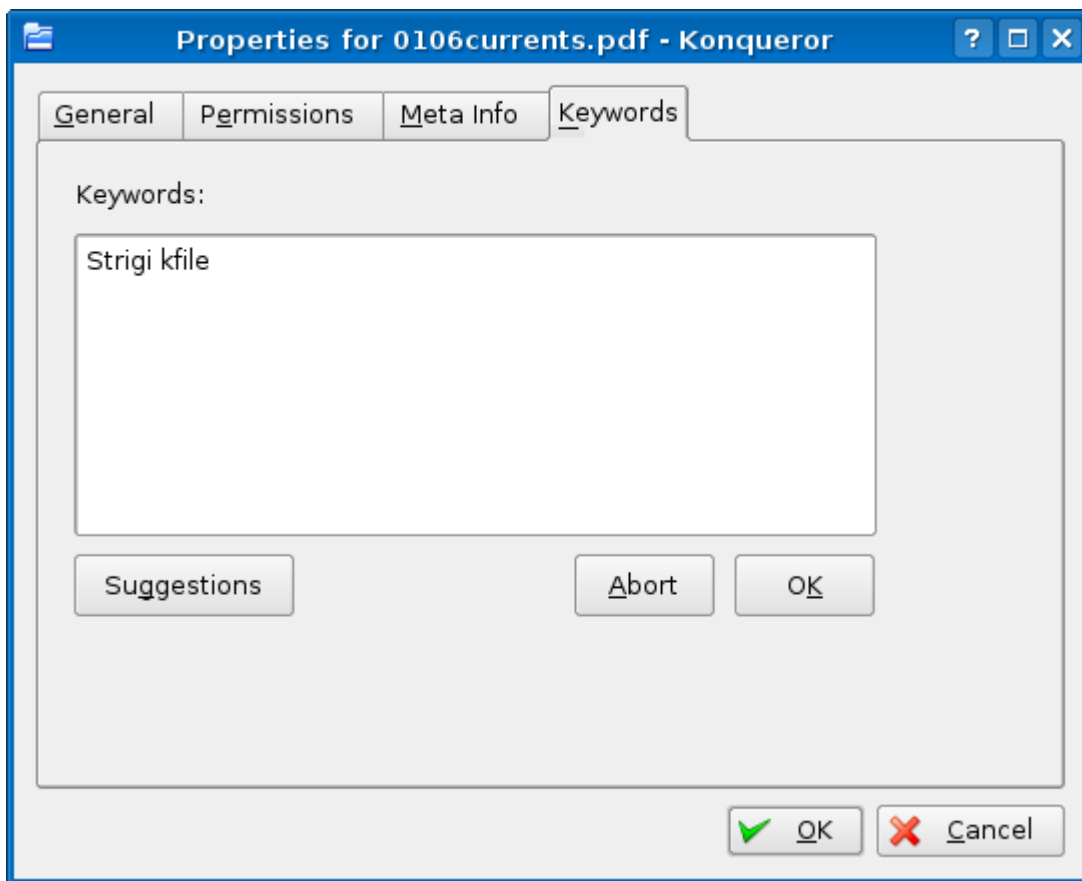 Properties for 0106currents.pdf - Konqueror ?
General Permissions Meta Info Keywords
Keywords:
Strigi kfile
Suggestions Abort OK
OK Cancel